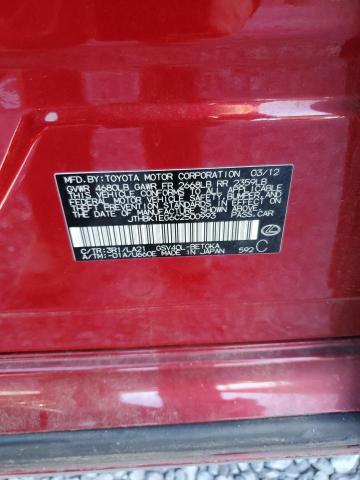 MFD. BY: TOYOTA MOTOR CORPORATION 03/12
GVWR 4680LB GAWR FR 2668LB RR 2359LB
THIS VEHICLE CONFORMS TO ALL APPLICABLE
FEDERAL MOTOR VEHICLE SAFETY, BUMPER, AND
THEFT PREVENTION STANDARDS IN EFFECT ON
THE DATE OF MANUFACTURE SHOWN ABOVE.
JTHBK1EG6C2500993 PASS.CAR
C/TR:3R1/LA21 GSV40L-BETGKA C
A/TM:-01A/U660E MADE IN JAPAN 592